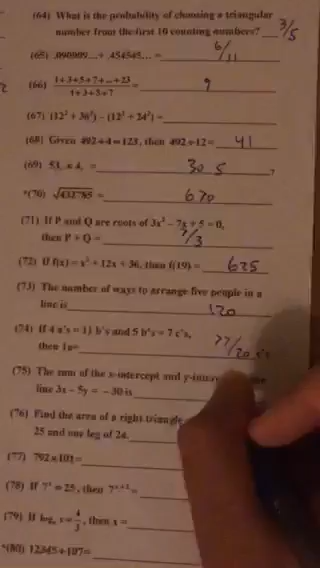 (64) What is the probability of choosing a triangular
number from the first 10 counting numbers? 3/5
(65) .090909...+ .454545... = 6/11
(66) 1+3+5+7+...+23 / 1+3+5+7 = 9
(67) (12² + 36²) - (12² + 24²) =
(68) Given 492÷4=123, then 492÷12= 41
(69) = 30 5
*(70) √432785 = 670
(71) If P and Q are roots of 3x² - 7x + 5 = 0,
then P + Q = 7/3
(72) If f(x) = x² + 12x + 36, then f(19) = 625
(73) The number of ways to arrange five people in a
line is 120
(74) If 4 a's = 11 b's and 5 b's = 7 c's,
then 1a= 77/20 c's
(75) The sum of the x-intercept and
line 3x - 5y = - 30 is
(76) Find the area of a right triangle
25 and one leg of 24.
(77) 792×101=
(78) If 7ˣ = 25, then 7ˣ⁺² =
(79) If , then x =
*(80) 12345×107=